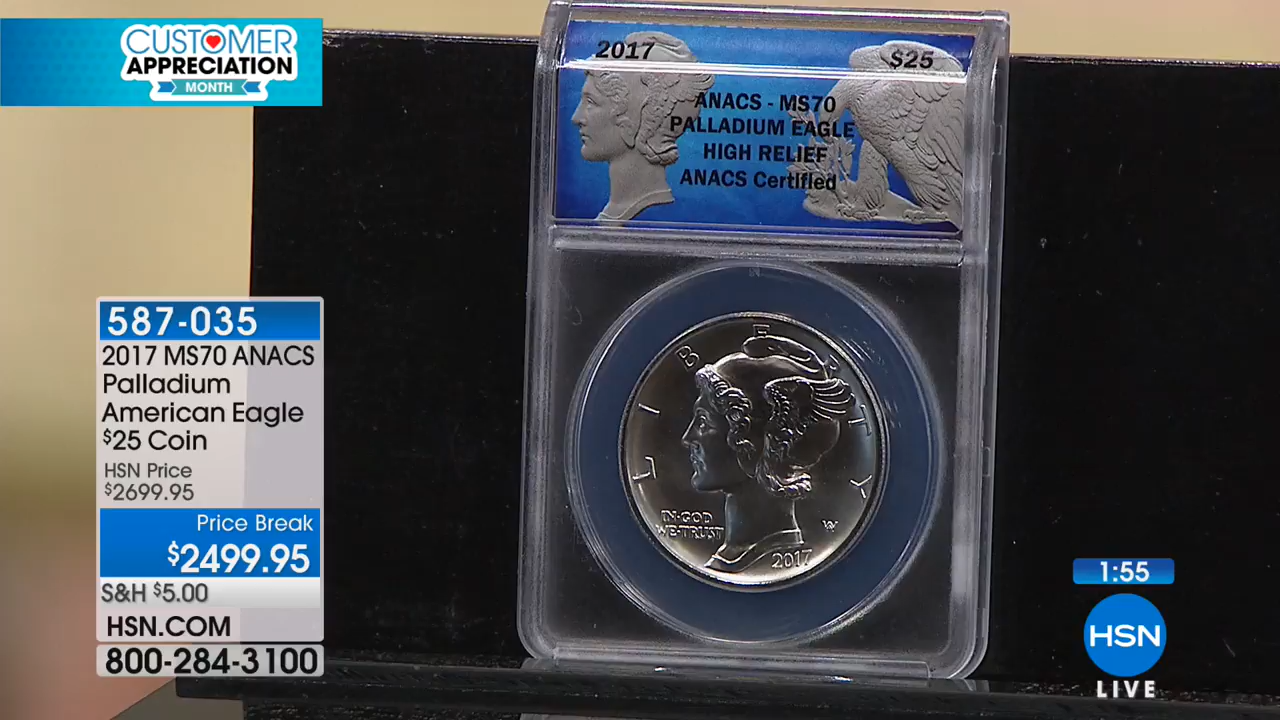 CUSTOMER
APPRECIATION
MONTH
2017
$25
ANACS - MS70
PALLADIUM EAGLE
HIGH RELIEF
ANACS Certified
LIBERTY
IN·GOD
WE·TRUST
2017
587-035
2017 MS70 ANACS
Palladium
American Eagle
$25 Coin
HSN Price
$2699.95
Price Break
$2499.95
S&H $5.00
HSN.COM
800-284-3100
1:55
HSN
LIVE